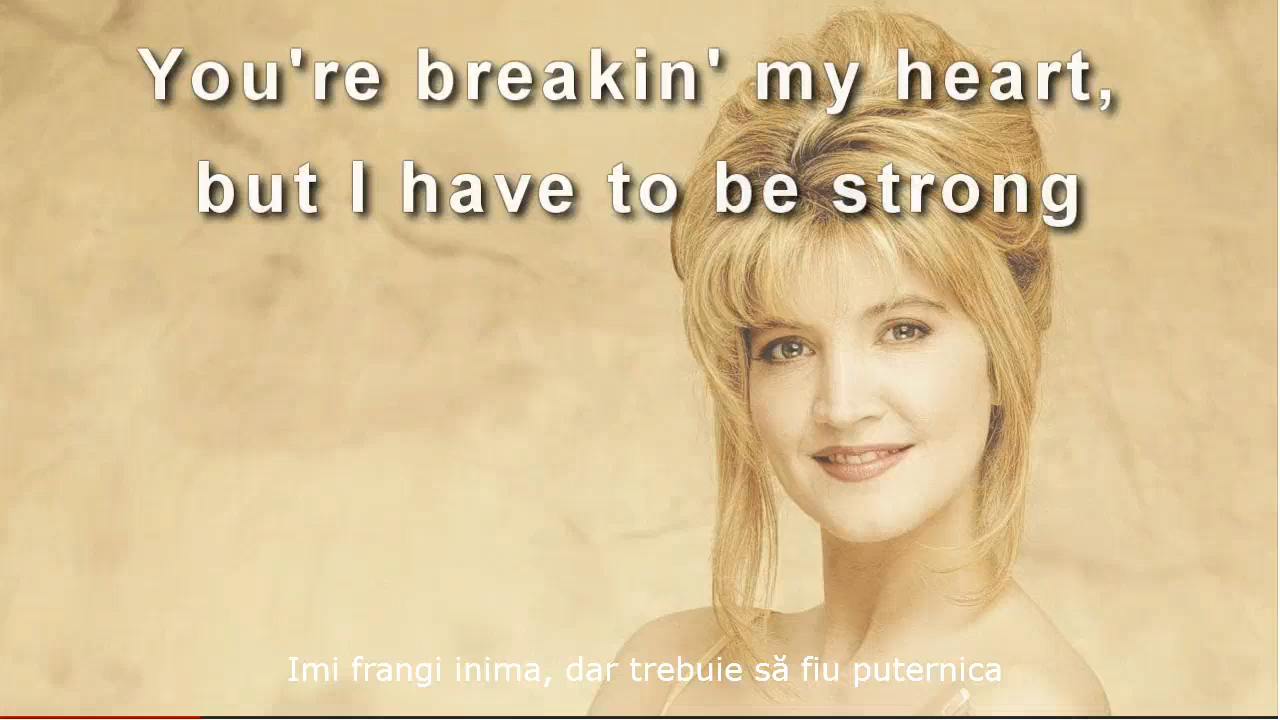 You're breakin' my heart,
but I have to be strong
Imi frangi inima, dar trebuie să fiu puternica